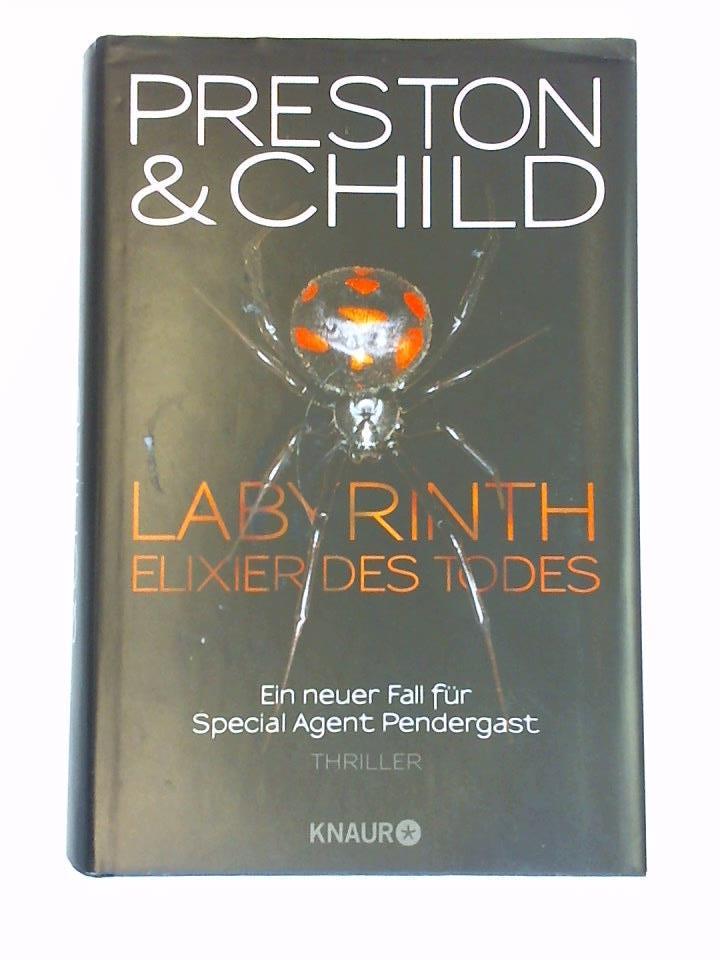 PRESTON
& CHILD
LABYRINTH
ELIXIER DES TODES
Ein neuer Fall für
Special Agent Pendergast
THRILLER
KNAUR